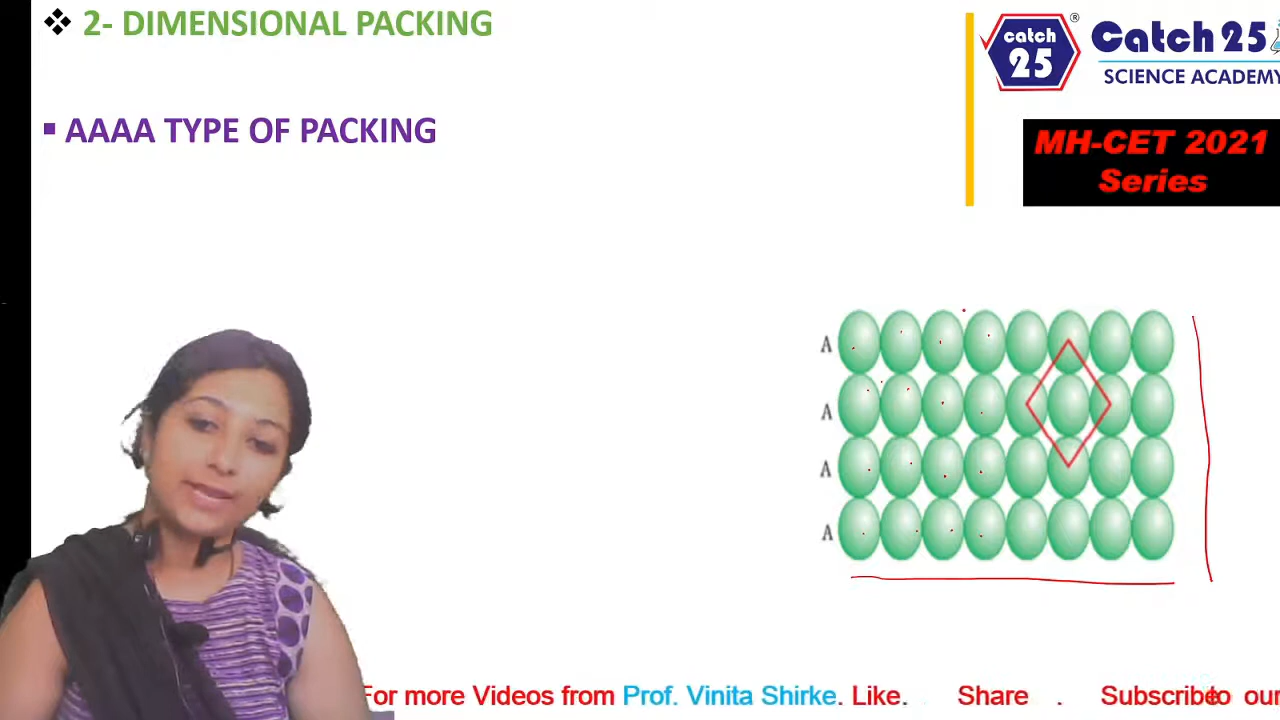 ❖ 2- DIMENSIONAL PACKING
▪ AAAA TYPE OF PACKING
catch
25
®
Catch 25
SCIENCE ACADEMY
MH-CET 2021
Series
A
A
A
A
For more Videos from Prof. Vinita Shirke. Like. Share . Subscribe to our